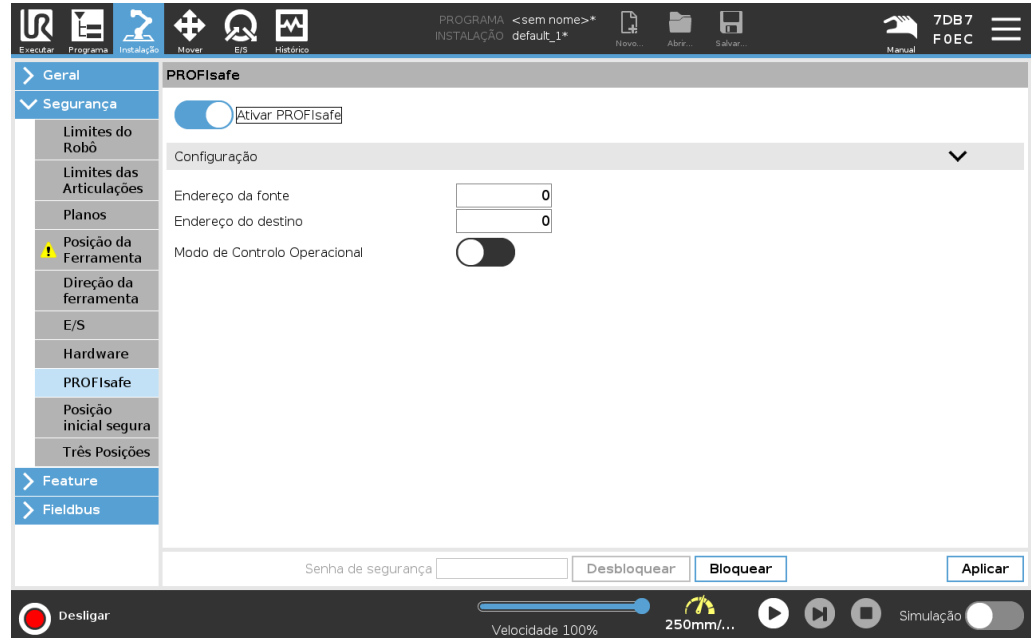 PROGRAMA <sem nome>*
INSTALAÇÃO default_1*
Executar
Programa
Instalação
Mover
E/S
Histórico
Novo...
Abrir...
Salvar...
Manual
7DB7
F0EC
Geral
Segurança
Limites do
Robô
Limites das
Articulações
Planos
Posição da
Ferramenta
Direção da
ferramenta
E/S
Hardware
PROFIsafe
Posição
inicial segura
Três Posições
Feature
Fieldbus
PROFIsafe
Ativar PROFIsafe
Configuração
Endereço da fonte 0
Endereço do destino 0
Modo de Controlo Operacional
Senha de segurança Desbloquear Bloquear Aplicar
Desligar
Velocidade 100%
250mm/...
Simulação